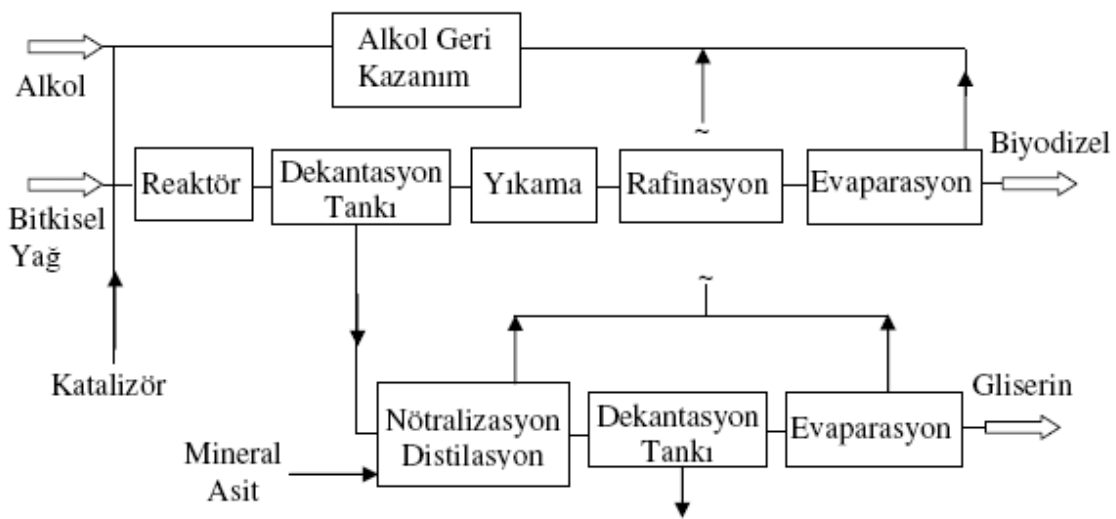 Alkol Geri
Kazanım
Alkol
Biyodizel
Reaktör
Dekantasyon
Tankı
Yıkama
Rafinasyon
Evaparasyon
~
Bitkisel
Yağ
~
Katalizör
Gliserin
Nötralizasyon
Distilasyon
Dekantasyon
Tankı
Evaparasyon
Mineral
Asit